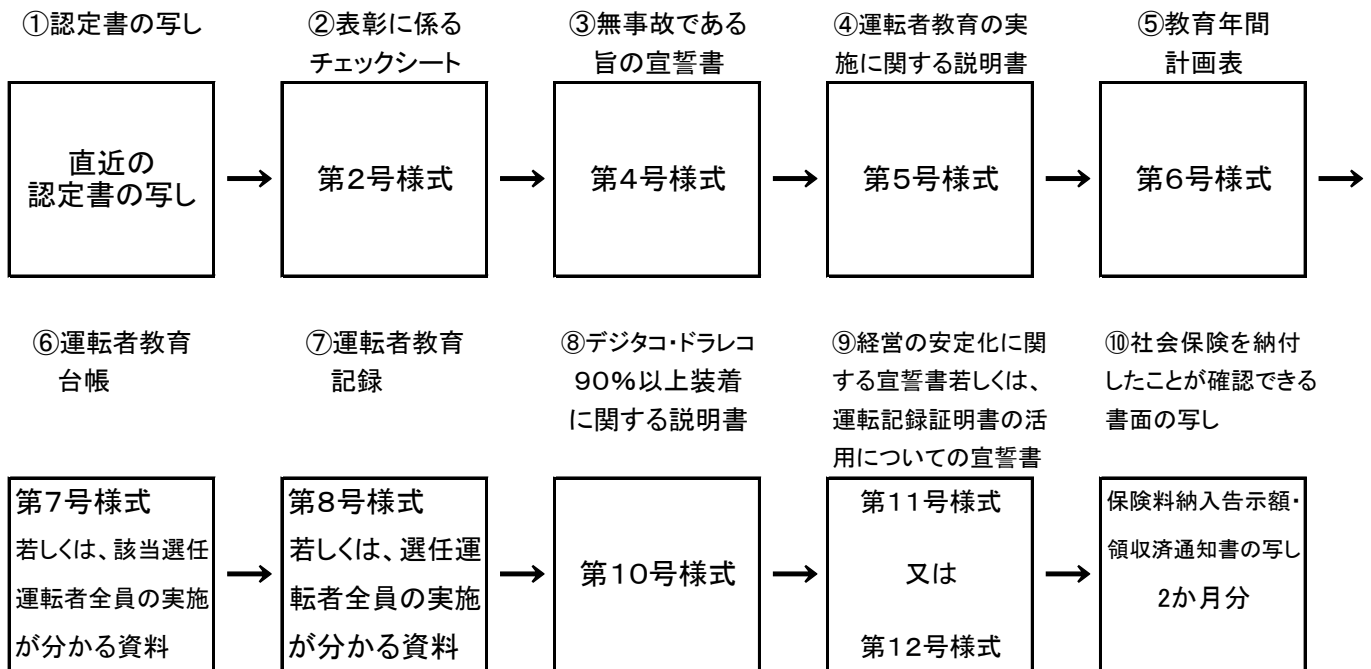 ①認定書の写し
②表彰に係る
チェックシート
③無事故である
旨の宣誓書
④運転者教育の実
施に関する説明書
⑤教育年間
計画表
直近の
認定書の写し
→
第2号様式
→
第4号様式
→
第5号様式
→
第6号様式
→
⑥運転者教育
台帳
⑦運転者教育
記録
⑧デジタコ・ドラレコ
90%以上装着
に関する説明書
⑨経営の安定化に関
する宣誓書若しくは、
運転記録証明書の活
用についての宣誓書
⑩社会保険を納付
したことが確認できる
書面の写し
第7号様式
若しくは、該当選任
運転者全員の実施
が分かる資料
→
第8号様式
若しくは、選任運
転者全員の実施
が分かる資料
→
第10号様式
→
第11号様式
又は
第12号様式
→
保険料納入告示額・
領収済通知書の写し
2か月分